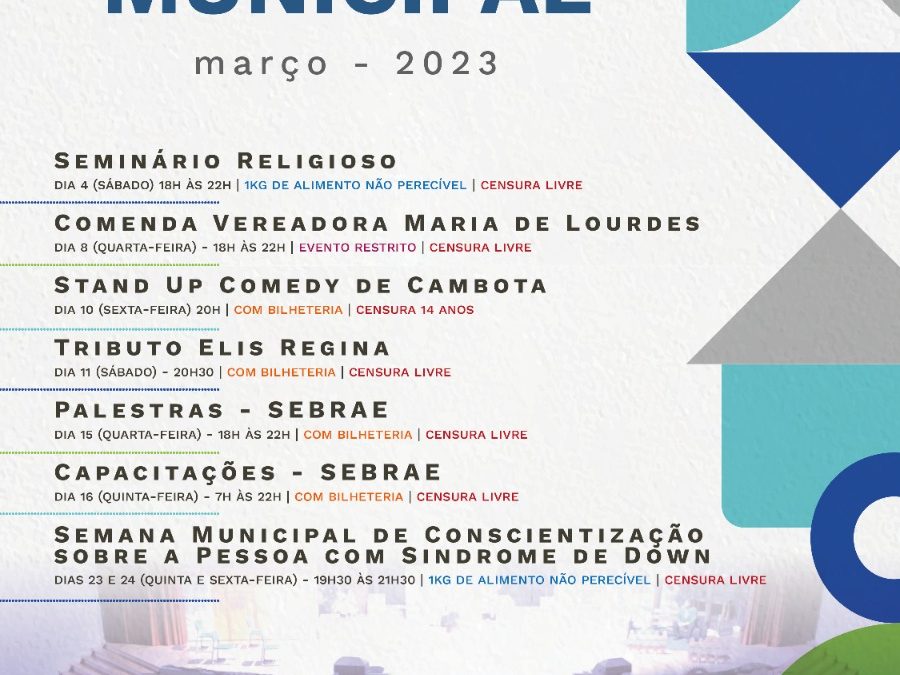 MUNICIPAL
março - 2023
SEMINÁRIO RELIGIOSO
DIA 4 (SÁBADO) 18H ÀS 22H | 1KG DE ALIMENTO NÃO PERECÍVEL | CENSURA LIVRE
COMENDA VEREADORA MARIA DE LOURDES
DIA 8 (QUARTA-FEIRA) - 18H ÀS 22H | EVENTO RESTRITO | CENSURA LIVRE
STAND UP COMEDY DE CAMBOTA
DIA 10 (SEXTA-FEIRA) 20H | COM BILHETERIA | CENSURA 14 ANOS
TRIBUTO ELIS REGINA
DIA 11 (SÁBADO) - 20H30 | COM BILHETERIA | CENSURA LIVRE
PALESTRAS - SEBRAE
DIA 15 (QUARTA-FEIRA) - 18H ÀS 22H | COM BILHETERIA | CENSURA LIVRE
CAPACITAÇÕES - SEBRAE
DIA 16 (QUINTA-FEIRA) - 7H ÀS 22H | COM BILHETERIA | CENSURA LIVRE
SEMANA MUNICIPAL DE CONSCIENTIZAÇÃO
SOBRE A PESSOA COM SINDROME DE DOWN
DIAS 23 E 24 (QUINTA E SEXTA-FEIRA) - 19H30 ÀS 21H30 | 1KG DE ALIMENTO NÃO PERECÍVEL | CENSURA LIVRE